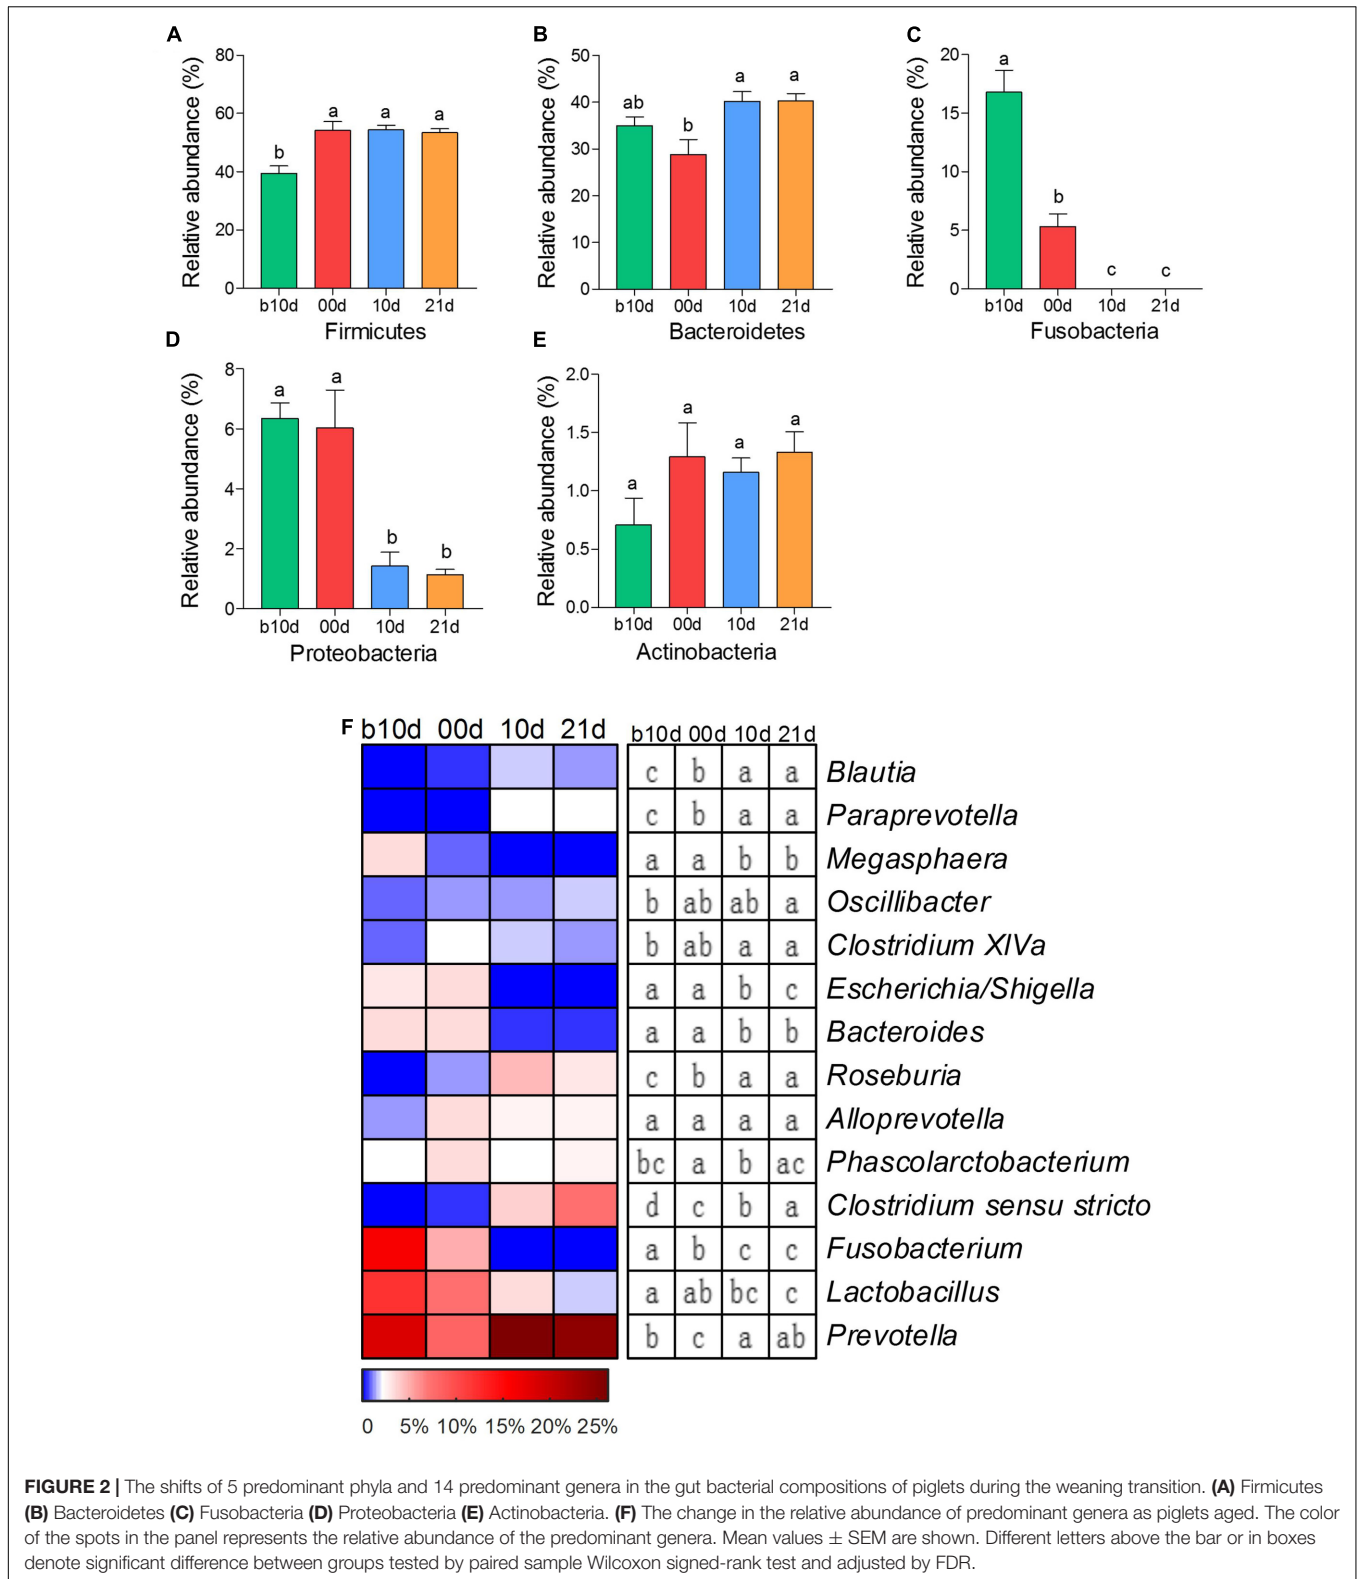 A
Relative abundance (%)
80
60
40
20
0
b
a
a
a
b10d 00d 10d 21d
Firmicutes
B
Relative abundance (%)
50
40
30
20
10
0
ab
b
a
a
b10d 00d 10d 21d
Bacteroidetes
C
Relative abundance (%)
20
15
10
5
0
a
b
c
c
b10d 00d 10d 21d
Fusobacteria
D
Relative abundance (%)
8
6
4
2
0
a
a
b
b
b10d 00d 10d 21d
Proteobacteria
E
Relative abundance (%)
2.0
1.5
1.0
0.5
0.0
a
a
a
a
b10d 00d 10d 21d
Actinobacteria
F b10d 00d 10d 21d b10d 00d 10d 21d
c b a a Blautia
c b a a Paraprevotella
a a b b Megasphaera
b ab ab a Oscillibacter
b ab a a Clostridium XIVa
a a b c Escherichia/Shigella
a a b b Bacteroides
c b a a Roseburia
a a a a Alloprevotella
bc a b ac Phascolarctobacterium
d c b a Clostridium sensu stricto
a b c c Fusobacterium
a ab bc c Lactobacillus
b c a ab Prevotella
0 5% 10% 15% 20% 25%
FIGURE 2 | The shifts of 5 predominant phyla and 14 predominant genera in the gut bacterial compositions of piglets during the weaning transition. (A) Firmicutes
(B) Bacteroidetes (C) Fusobacteria (D) Proteobacteria (E) Actinobacteria. (F) The change in the relative abundance of predominant genera as piglets aged. The color
of the spots in the panel represents the relative abundance of the predominant genera. Mean values ± SEM are shown. Different letters above the bar or in boxes
denote significant difference between groups tested by paired sample Wilcoxon signed-rank test and adjusted by FDR.